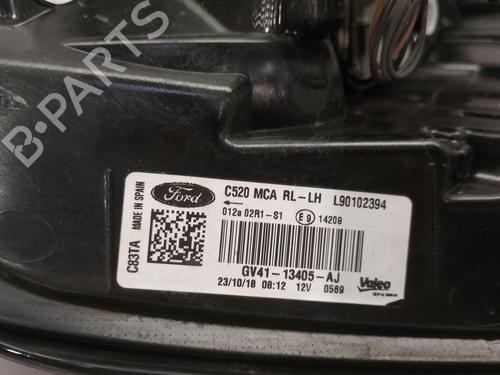 B-PARTS
Ford
C520 MCA RL-LH L90102394
012a 02R1-S1 E9 14208
MADE IN SPAIN
C83TA
GV41-13405-AJ
23/10/18 08:12 12V 0569
Valeo